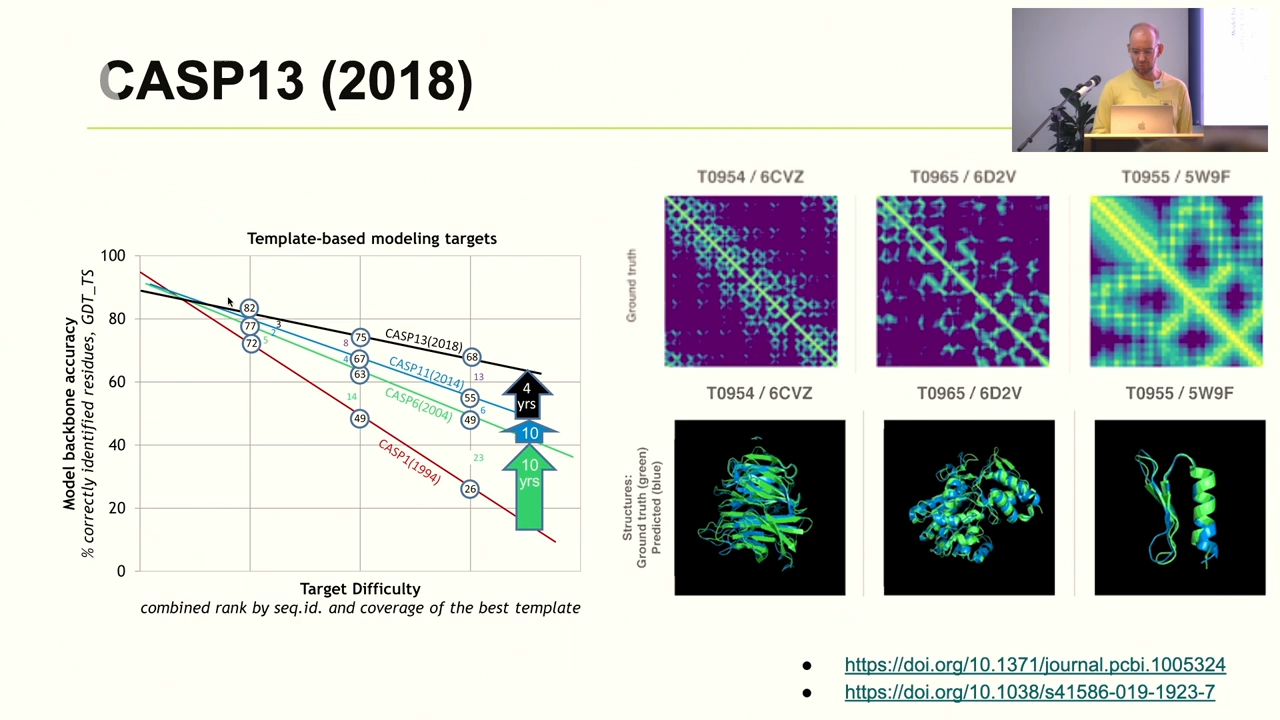 CASP13 (2018)
Template-based modeling targets
Model backbone accuracy
% correctly identified residues, GDT_TS
100
80
60
40
20
0
82
77
72
3
2
5
75
67
63
49
8
4
14
68
55
49
26
13
6
23
CASP13(2018)
CASP11(2014)
CASP6(2004)
CASP1(1994)
4
yrs
10
10
yrs
Target Difficulty
combined rank by seq.id. and coverage of the best template
T0954 / 6CVZ
T0965 / 6D2V
T0955 / 5W9F
Ground truth
T0954 / 6CVZ
T0965 / 6D2V
T0955 / 5W9F
Structures:
Ground truth (green)
Predicted (blue)
● https://doi.org/10.1371/journal.pcbi.1005324
● https://doi.org/10.1038/s41586-019-1923-7